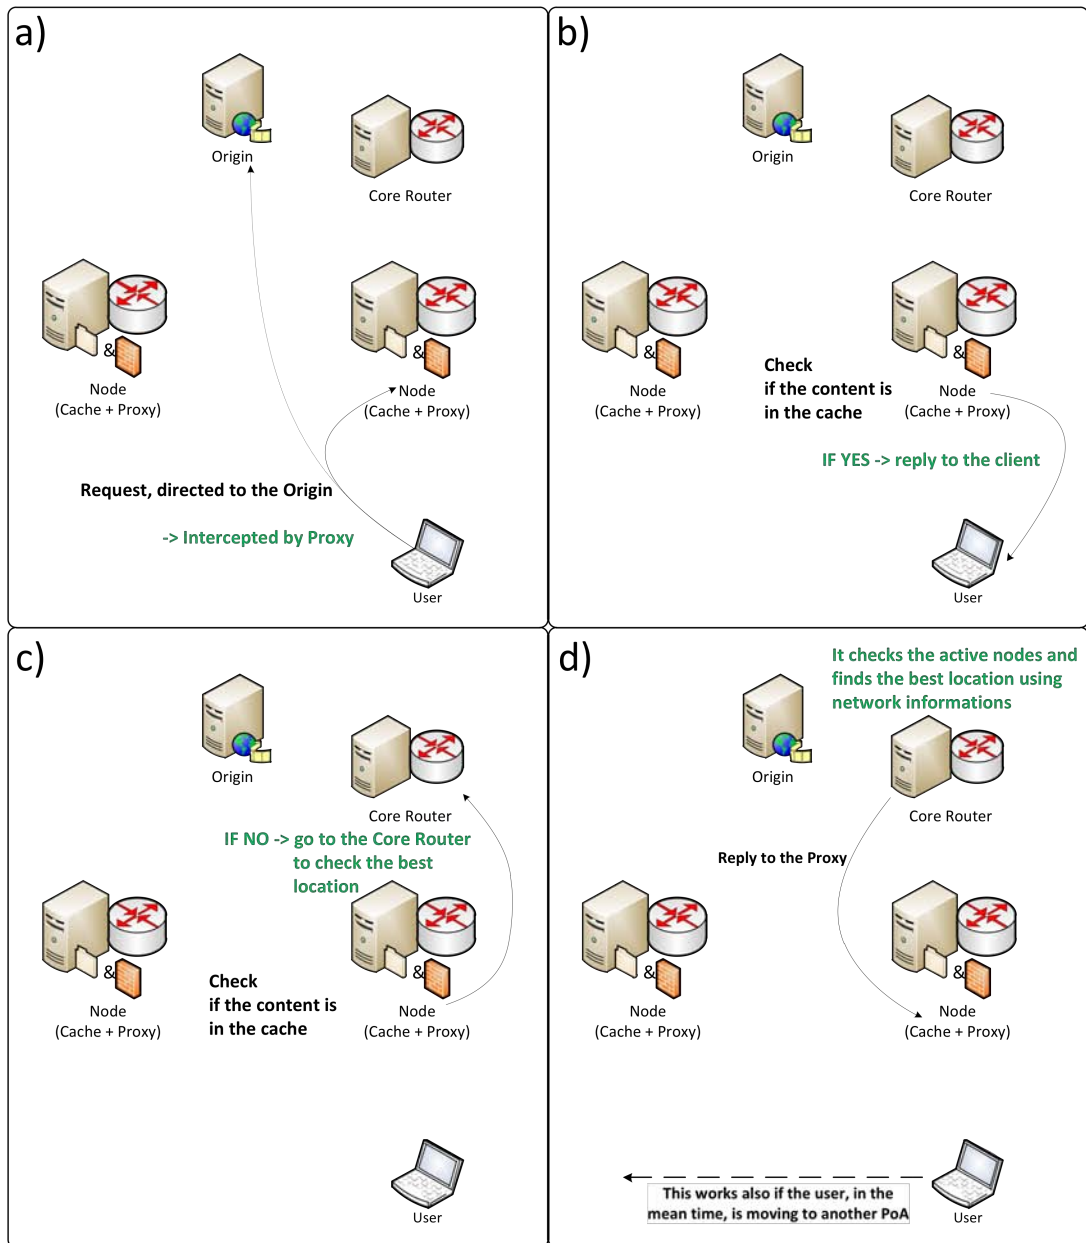 a)
Origin
Core Router
&
Node
(Cache + Proxy)
&
Node
(Cache + Proxy)
Request, directed to the Origin
-> Intercepted by Proxy
User
b)
Origin
Core Router
&
Node
(Cache + Proxy)
&
Node
(Cache + Proxy)
Check
if the content is
in the cache
IF YES -> reply to the client
User
c)
Origin
Core Router
IF NO -> go to the Core Router
to check the best
location
&
Node
(Cache + Proxy)
&
Node
(Cache + Proxy)
Check
if the content is
in the cache
User
d)
It checks the active nodes and
finds the best location using
network informations
Origin
Core Router
Reply to the Proxy
&
Node
(Cache + Proxy)
&
Node
(Cache + Proxy)
This works also if the user, in the
mean time, is moving to another PoA
User